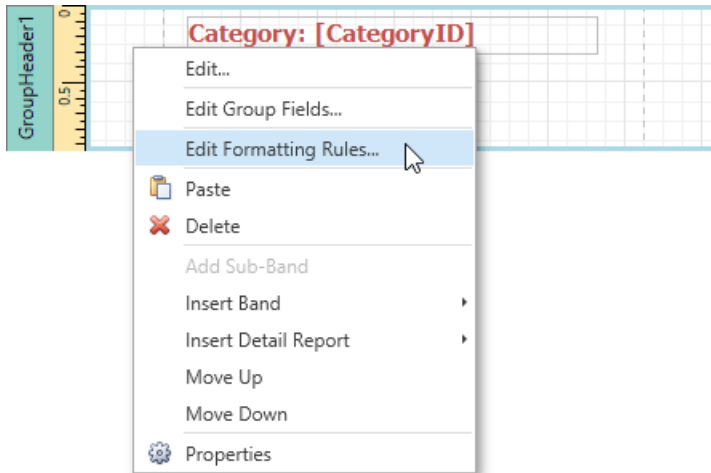 GroupHeader1
0
0.5
Category: [CategoryID]
Edit...
Edit Group Fields...
Edit Formatting Rules...
Paste
Delete
Add Sub-Band
Insert Band
Insert Detail Report
Move Up
Move Down
Properties